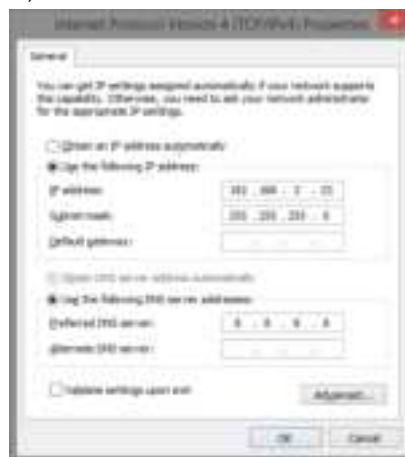 Internet Protocol Version 4 (TCP/IPv4) Properties
General
You can get IP settings assigned automatically if your network supports
this capability. Otherwise, you need to ask your network administrator
for the appropriate IP settings.
Obtain an IP address automatically
Use the following IP address:
IP address:
Subnet mask: 255 . 255 . 255 . 0
Default gateway:
Obtain DNS server address automatically
Use the following DNS server addresses:
Preferred DNS server:
Alternate DNS server:
Validate settings upon exit
Advanced...
OK Cancel